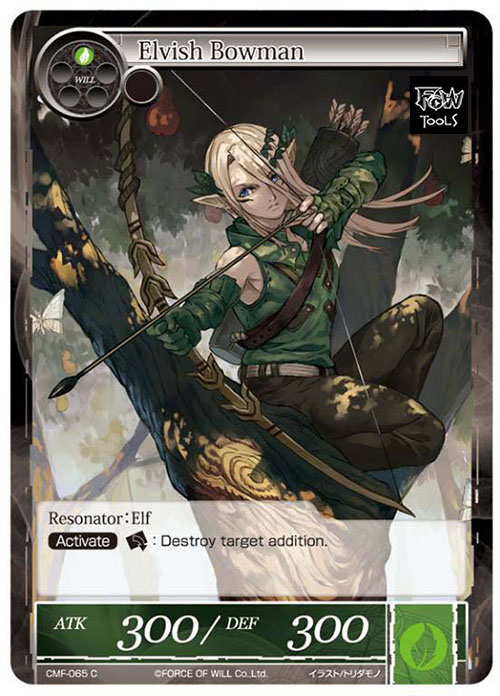 Elvish Bowman
WILL
FOW
TOOLS
Resonator:Elf
Activate : Destroy target addition.
ATK 300/ DEF 300
CMF-065 C ©FORCE OF WILL Co.,Ltd. イラスト/トリダモノ